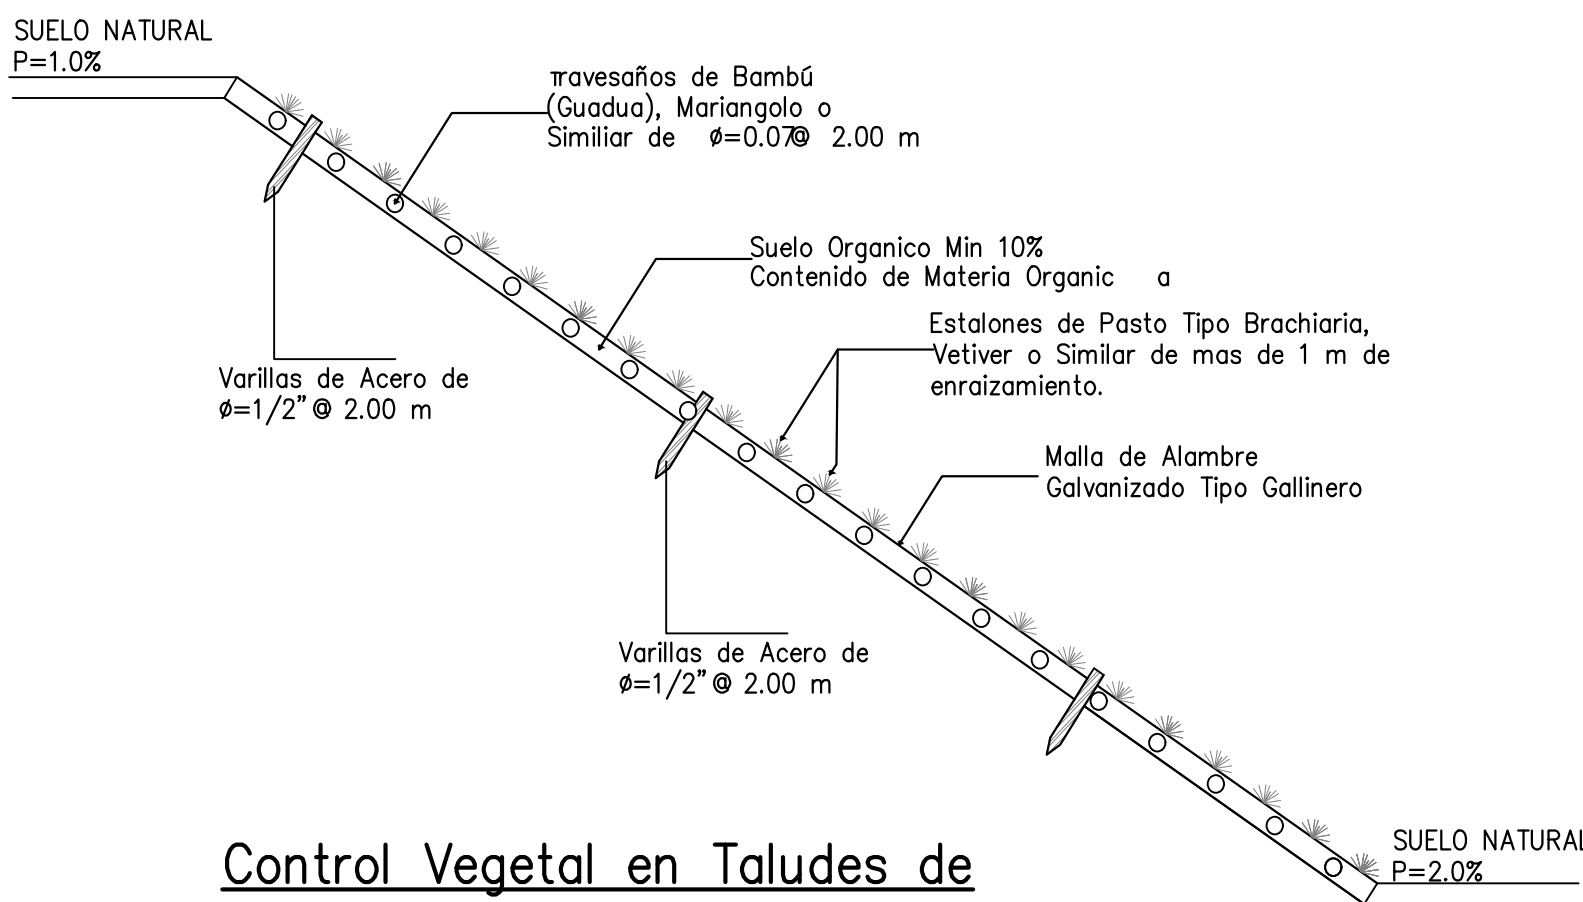 SUELO NATURAL
P=1.0%
Travesaños de Bambú
(Guadua), Mariangolo o
Similiar de ø=0.07@ 2.00 m
Suelo Organico Min 10%
Contenido de Materia Organic a
Estalones de Pasto Tipo Brachiaria,
Vetiver o Similar de mas de 1 m de
enraizamiento.
Varillas de Acero de
ø=1/2"@ 2.00 m
Malla de Alambre
Galvanizado Tipo Gallinero
Varillas de Acero de
ø=1/2"@ 2.00 m
SUELO NATURAL
P=2.0%
Control Vegetal en Taludes de